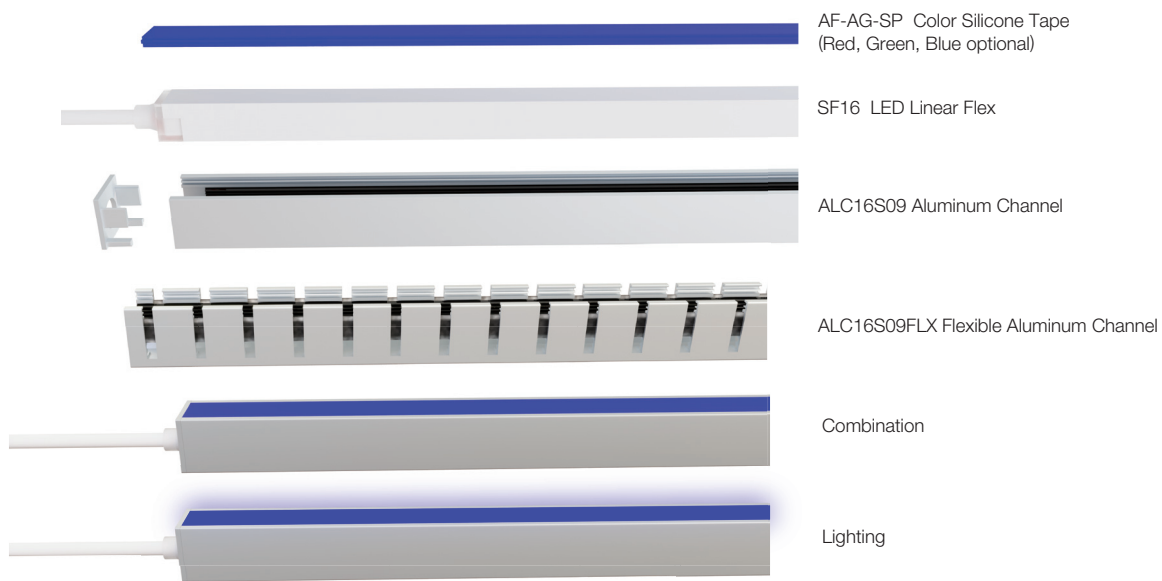 AF-AG-SP Color Silicone Tape
(Red, Green, Blue optional)
SF16 LED Linear Flex
ALC16S09 Aluminum Channel
ALC16S09FLX Flexible Aluminum Channel
Combination
Lighting